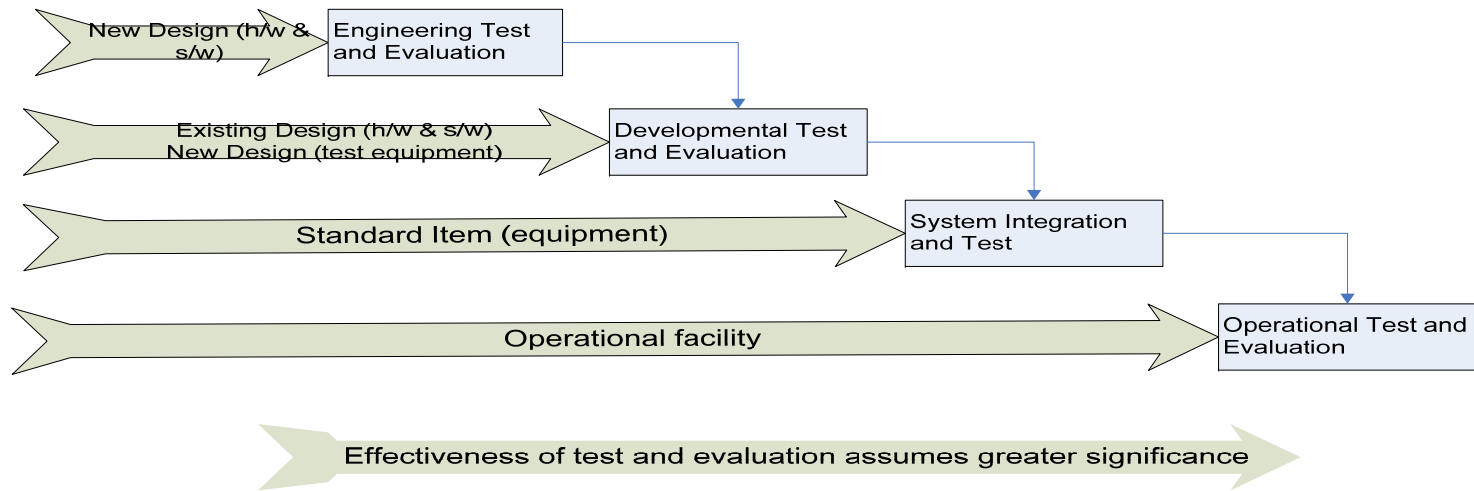 New Design (h/w &
s/w)
Engineering Test
and Evaluation
Existing Design (h/w & s/w)
New Design (test equipment)
Developmental Test
and Evaluation
Standard Item (equipment)
System Integration
and Test
Operational facility
Operational Test and
Evaluation
Effectiveness of test and evaluation assumes greater significance